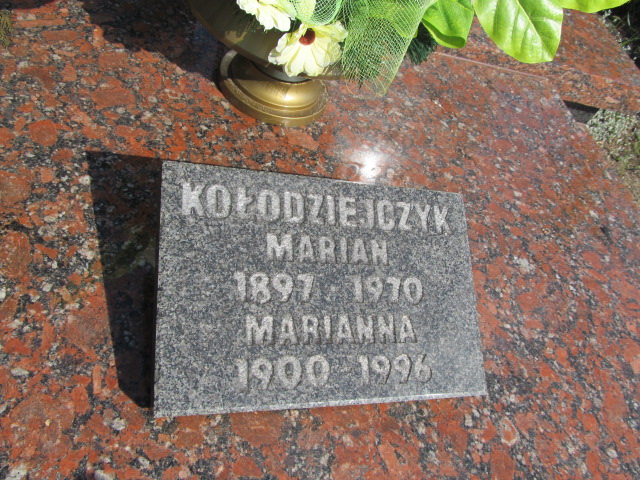 KOŁODZIEJCZYK
MARIAN
1897 1970
MARIANNA
1900 1996